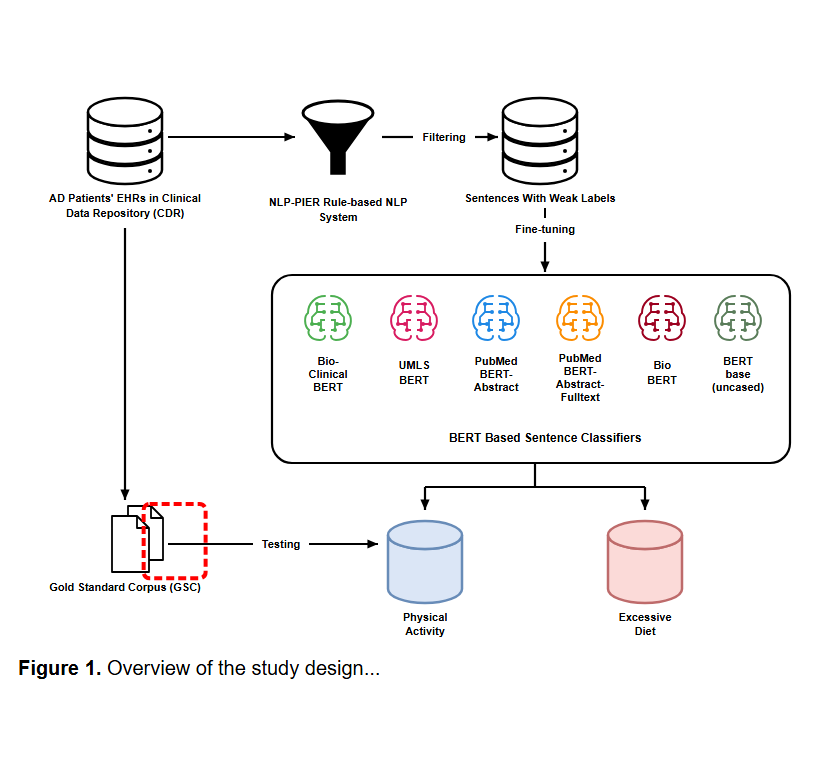 AD Patients' EHRs in Clinical
Data Repository (CDR)
NLP-PIER Rule-based NLP
System
Filtering
Sentences With Weak Labels
Fine-tuning
Bio-
Clinical
BERT
UMLS
BERT
PubMed
BERT-
Abstract
PubMed
BERT-
Abstract-
Fulltext
Bio
BERT
BERT
base
(uncased)
BERT Based Sentence Classifiers
Gold Standard Corpus (GSC)
Testing
Physical
Activity
Excessive
Diet
Figure 1. Overview of the study design...